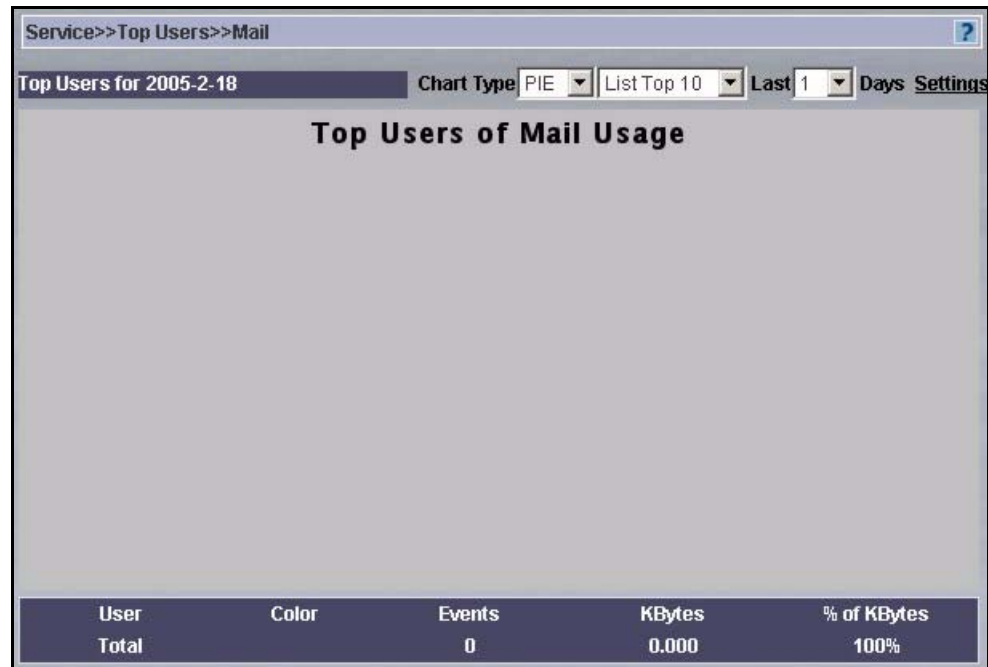 Service>>Top Users>>Mail ?
Top Users for 2005-2-18 Chart Type PIE List Top 10 Last 1 Days Settings
Top Users of Mail Usage
User Color Events KBytes % of KBytes
Total 0 0.000 100%